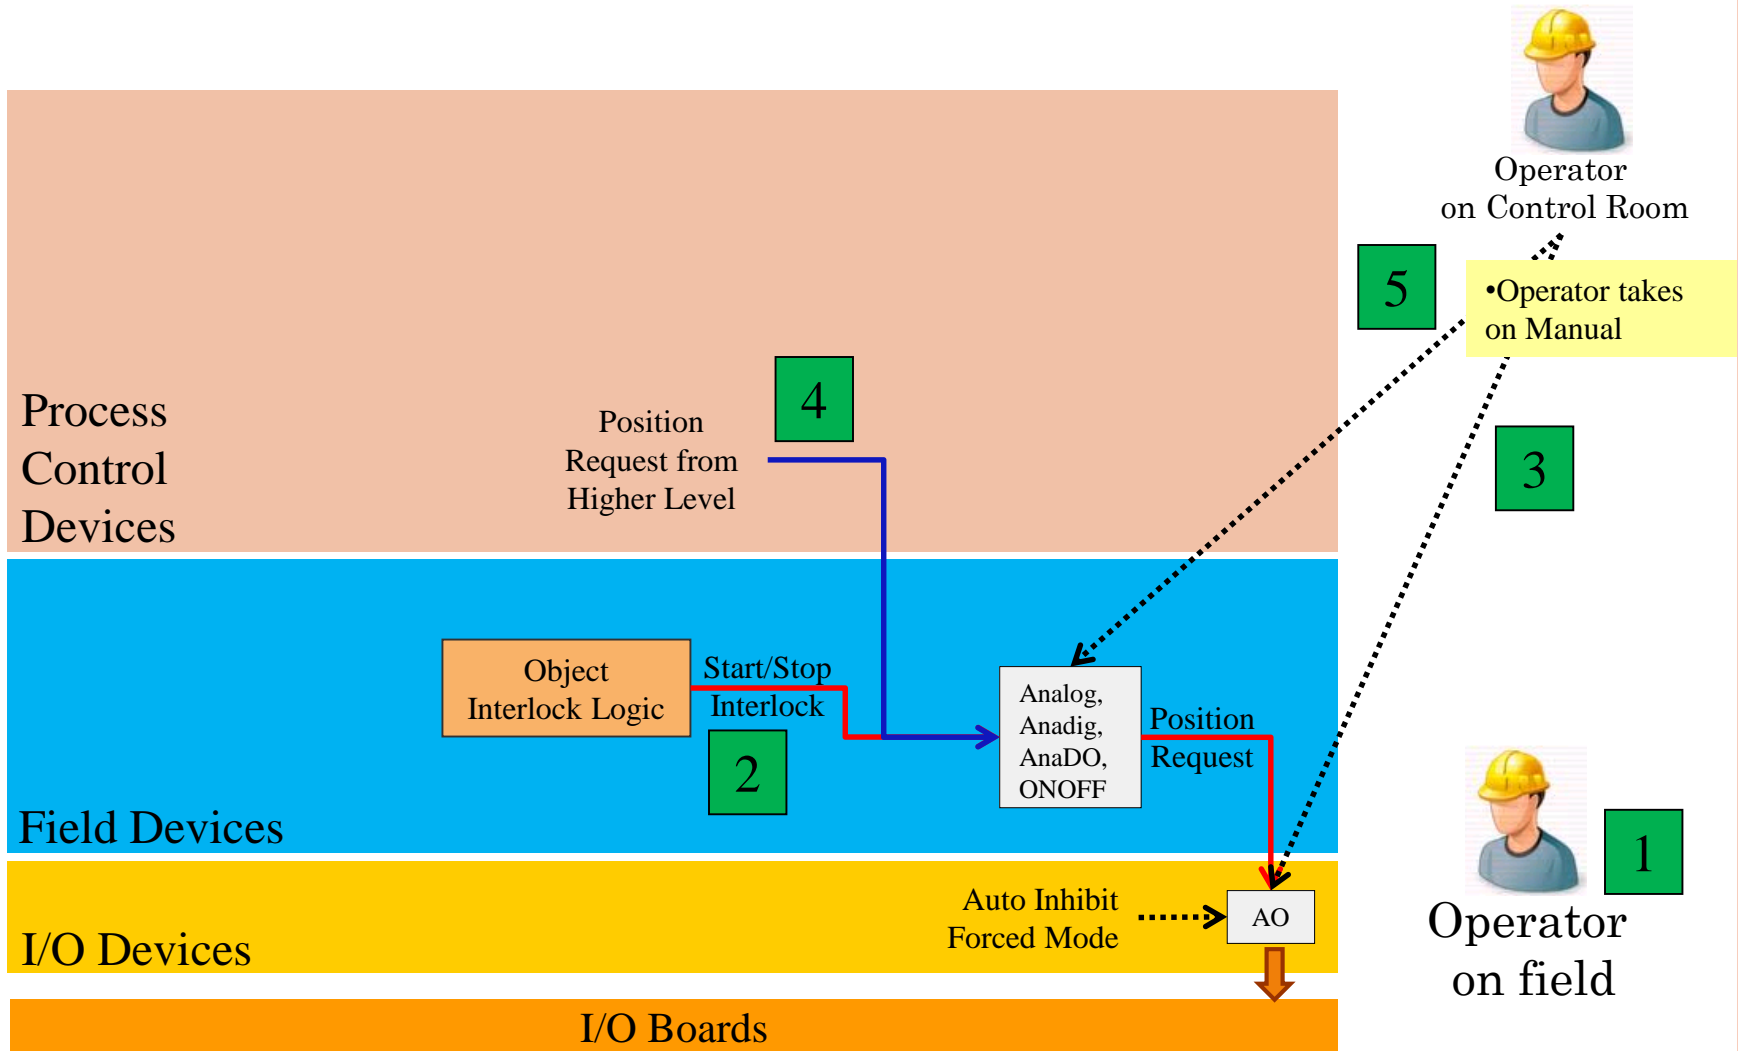 Operator
on Control Room
5
•Operator takes
on Manual
4
Process
Control
Devices
Position
Request from
Higher Level
3
Object
Interlock Logic
Start/Stop
Interlock
2
Analog,
Anadig,
AnaDO,
ONOFF
Position
Request
Field Devices
1
Operator
on field
Auto Inhibit
Forced Mode
AO
I/O Devices
I/O Boards